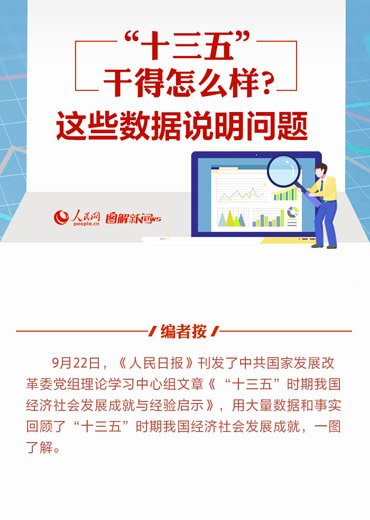 “十三五”
干得怎么样?
这些数据说明问题
人民网 图解新闻
people.cn
编者按
9月22日，《人民日报》刊发了中共国家发展改
革委党组理论学习中心组文章《“十三五”时期我国
经济社会发展成就与经验启示》，用大量数据和事实
回顾了“十三五”时期我国经济社会发展成就，一图
了解。